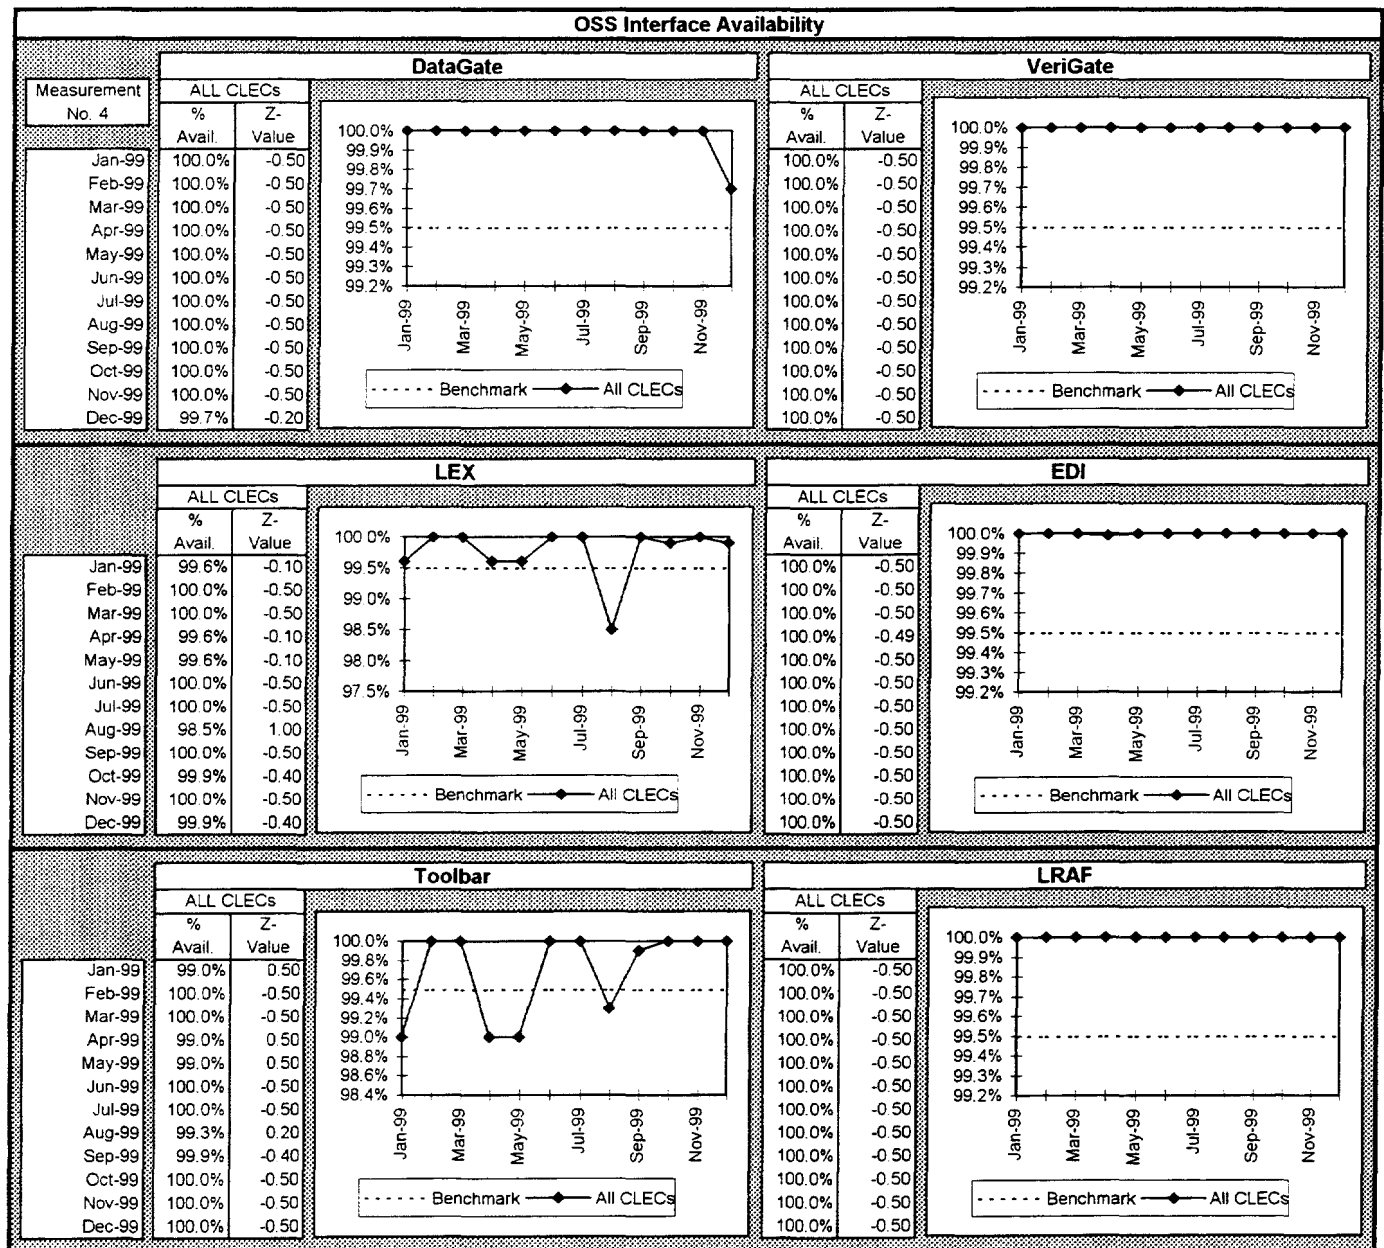 OSS Interface Availability
DataGate
VeriGate
Measurement
No. 4
ALL CLECs
% Z-
Avail. Value
Jan-99 100.0% -0.50
Feb-99 100.0% -0.50
Mar-99 100.0% -0.50
Apr-99 100.0% -0.50
May-99 100.0% -0.50
Jun-99 100.0% -0.50
Jul-99 100.0% -0.50
Aug-99 100.0% -0.50
Sep-99 100.0% -0.50
Oct-99 100.0% -0.50
Nov-99 100.0% -0.50
Dec-99 99.7% -0.20
100.0%
99.9%
99.8%
99.7%
99.6%
99.5%
99.4%
99.3%
99.2%
Jan-99 Mar-99 May-99 Jul-99 Sep-99 Nov-99
Benchmark All CLECs
ALL CLECs
% Z-
Avail. Value
100.0% -0.50
100.0% -0.50
100.0% -0.50
100.0% -0.50
100.0% -0.50
100.0% -0.50
100.0% -0.50
100.0% -0.50
100.0% -0.50
100.0% -0.50
100.0% -0.50
100.0% -0.50
100.0%
99.9%
99.8%
99.7%
99.6%
99.5%
99.4%
99.3%
99.2%
Jan-99 Mar-99 May-99 Jul-99 Sep-99 Nov-99
Benchmark All CLECs
LEX
EDI
ALL CLECs
% Z-
Avail. Value
Jan-99 99.6% -0.10
Feb-99 100.0% -0.50
Mar-99 100.0% -0.50
Apr-99 99.6% -0.10
May-99 99.6% -0.10
Jun-99 100.0% -0.50
Jul-99 100.0% -0.50
Aug-99 98.5% 1.00
Sep-99 100.0% -0.50
Oct-99 99.9% -0.40
Nov-99 100.0% -0.50
Dec-99 99.9% -0.40
100.0%
99.5%
99.0%
98.5%
98.0%
97.5%
Jan-99 Mar-99 May-99 Jul-99 Sep-99 Nov-99
Benchmark All CLECs
ALL CLECs
% Z-
Avail. Value
100.0% -0.50
100.0% -0.50
100.0% -0.50
100.0% -0.49
100.0% -0.50
100.0% -0.50
100.0% -0.50
100.0% -0.50
100.0% -0.50
100.0% -0.50
100.0% -0.50
100.0% -0.50
100.0%
99.9%
99.8%
99.7%
99.6%
99.5%
99.4%
99.3%
99.2%
Jan-99 Mar-99 May-99 Jul-99 Sep-99 Nov-99
Benchmark All CLECs
Toolbar
LRAF
ALL CLECs
% Z-
Avail. Value
Jan-99 99.0% 0.50
Feb-99 100.0% -0.50
Mar-99 100.0% -0.50
Apr-99 99.0% 0.50
May-99 99.0% 0.50
Jun-99 100.0% -0.50
Jul-99 100.0% -0.50
Aug-99 99.3% 0.20
Sep-99 99.9% -0.40
Oct-99 100.0% -0.50
Nov-99 100.0% -0.50
Dec-99 100.0% -0.50
100.0%
99.8%
99.6%
99.4%
99.2%
99.0%
98.8%
98.6%
98.4%
Jan-99 Mar-99 May-99 Jul-99 Sep-99 Nov-99
Benchmark All CLECs
ALL CLECs
% Z-
Avail. Value
100.0% -0.50
100.0% -0.50
100.0% -0.50
100.0% -0.50
100.0% -0.50
100.0% -0.50
100.0% -0.50
100.0% -0.50
100.0% -0.50
100.0% -0.50
100.0% -0.50
100.0% -0.50
100.0%
99.9%
99.8%
99.7%
99.6%
99.5%
99.4%
99.3%
99.2%
Jan-99 Mar-99 May-99 Jul-99 Sep-99 Nov-99
Benchmark All CLECs